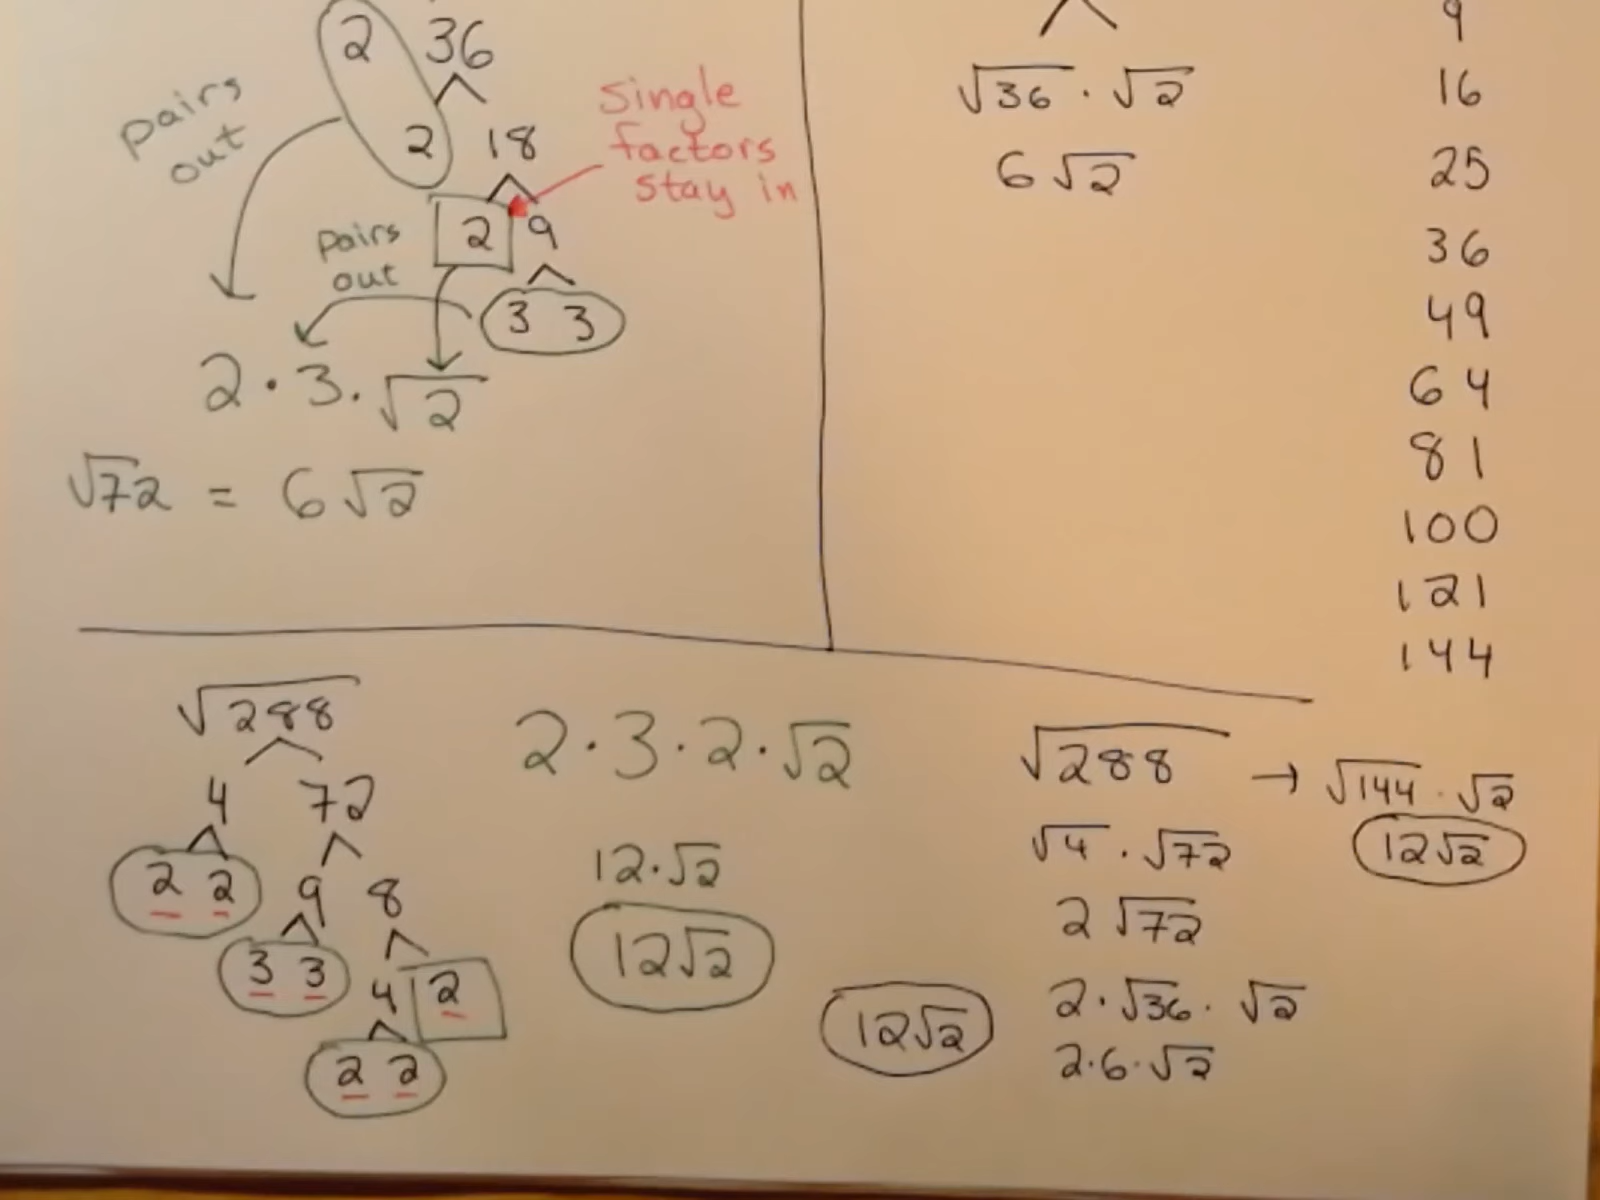 2 36
pairs
out
2 18
single
factors
stay in
2 9
pairs
out
3 3
2 · 3 · √2
√72 = 6√2
√36 · √2
6√2
9
16
25
36
49
64
81
100
121
144
√288
4 72
2 2 9 8
3 3 4 2
2 2
2 · 3 · 2 · √2
12 · √2
12√2
√288 → √144 · √2
12√2
√4 · √72
2√72
2 · √36 · √2
2 · 6 · √2
12√2